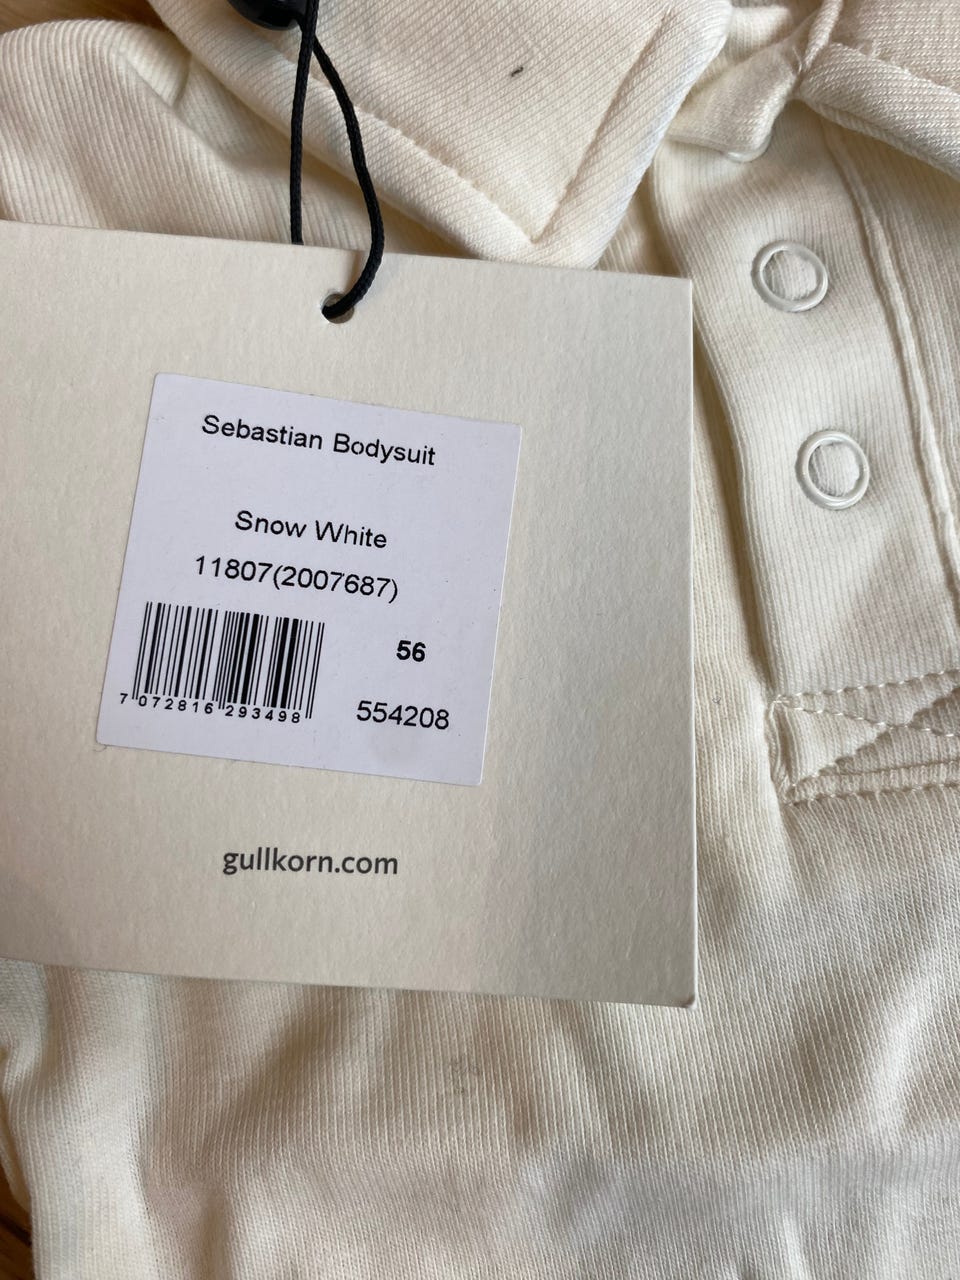 Sebastian Bodysuit
Snow White
11807(2007687)
56
7 072816 293498
554208
gullkorn.com